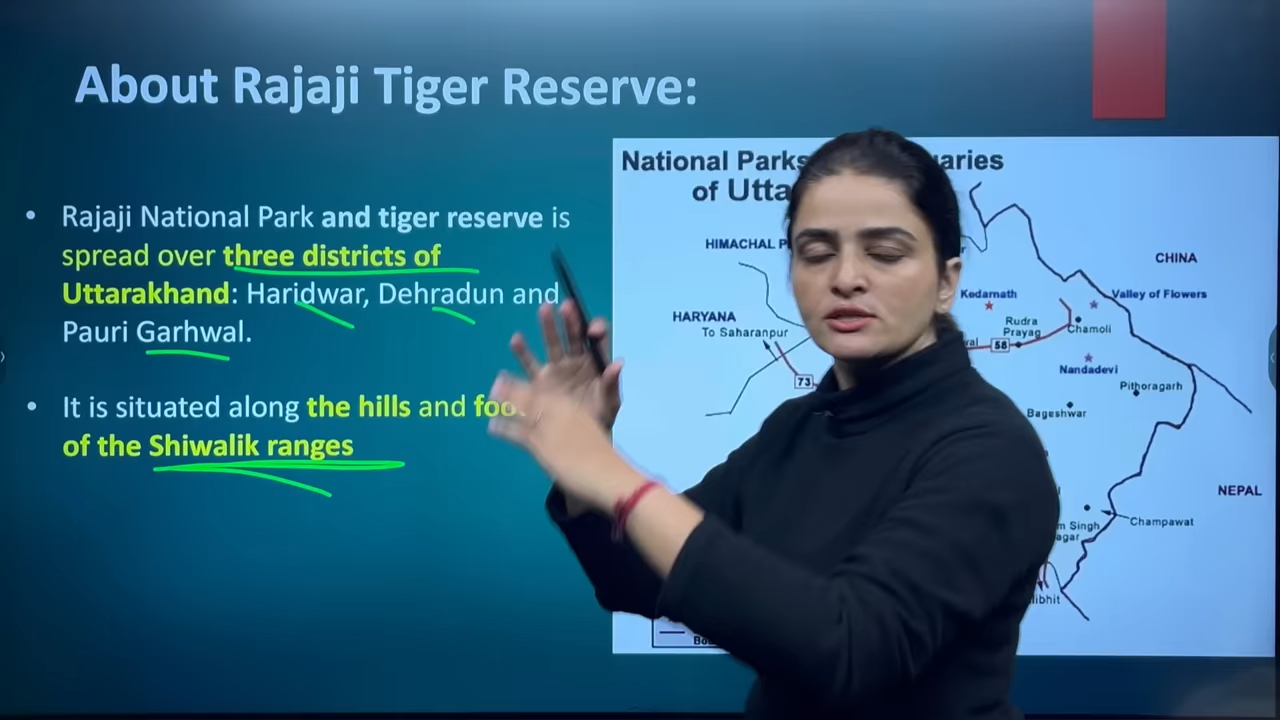 About Rajaji Tiger Reserve:
• Rajaji National Park and tiger reserve is
spread over three districts of
Uttarakhand: Haridwar, Dehradun and
Pauri Garhwal.
• It is situated along the hills and
of the Shiwalik ranges
National Parks
of
HIMACHAL
CHINA
Kedarnath
Valley of Flowers
HARYANA
To Saharanpur
Rudra
Prayag
Chamoli
58
Nandadevi
73
Pithoragarh
Bageshwar
NEPAL
Singh
Champawat